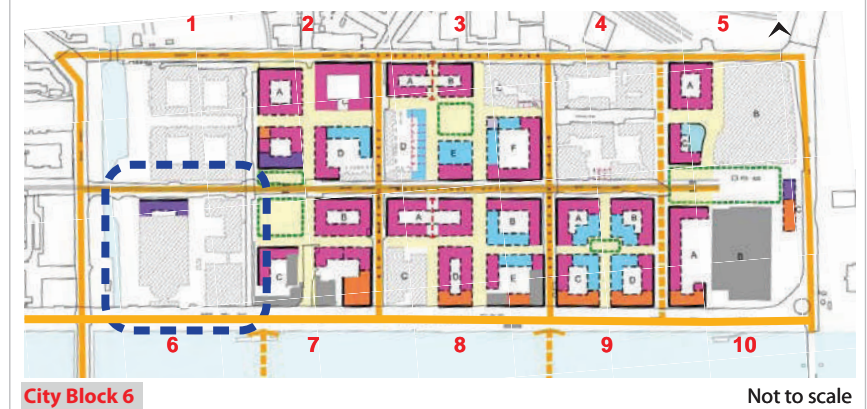 1 2 3 4 5
A A B A
B
D D E F
B A B A B
A B
C C D E C D
6 7 8 9 10
City Block 6 Not to scale